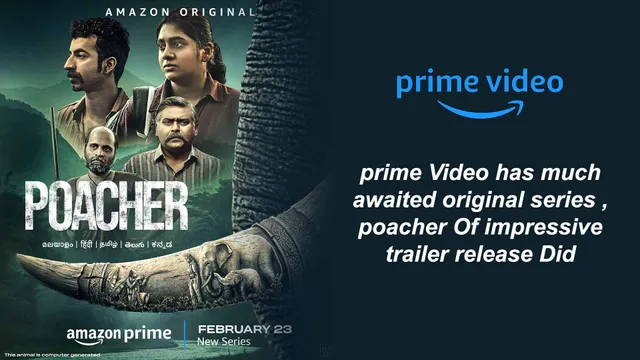 AMAZON ORIGINAL
POACHER
മലയാളം | हिंदी | தமிழ் | తెలుగు | ಕನ್ನಡ
amazon prime | FEBRUARY 23
New Series
This animal is computer generated
prime video
prime Video has much
awaited original series ,
poacher Of impressive
trailer release Did